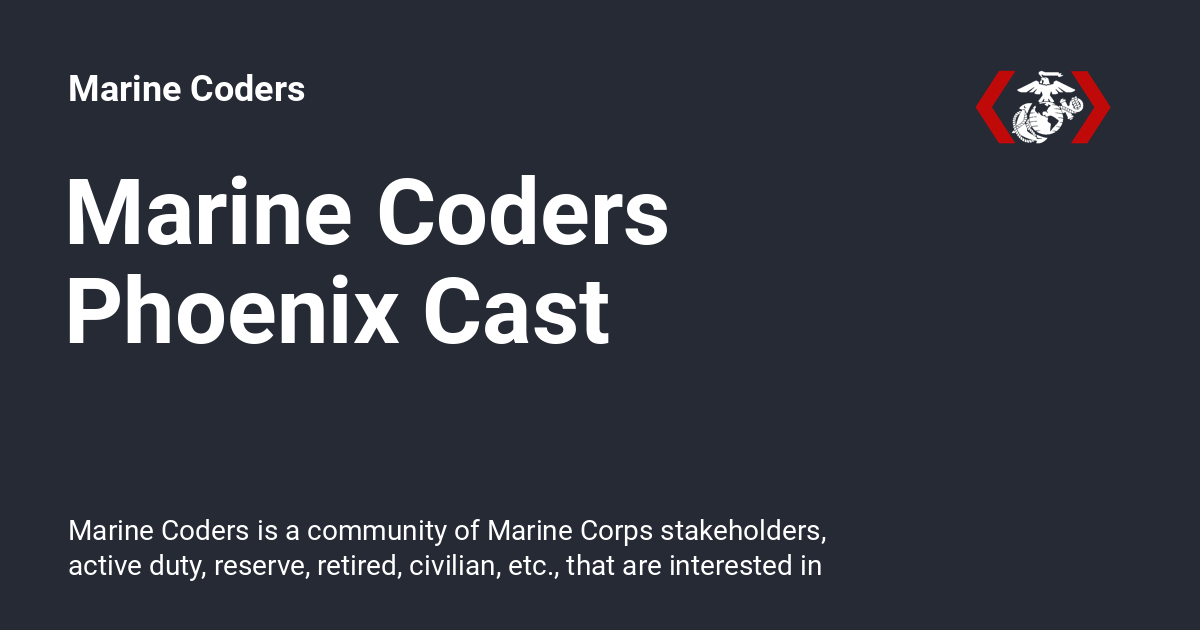 Marine Coders
Marine Coders
Phoenix Cast
Marine Coders is a community of Marine Corps stakeholders,
active duty, reserve, retired, civilian, etc., that are interested in